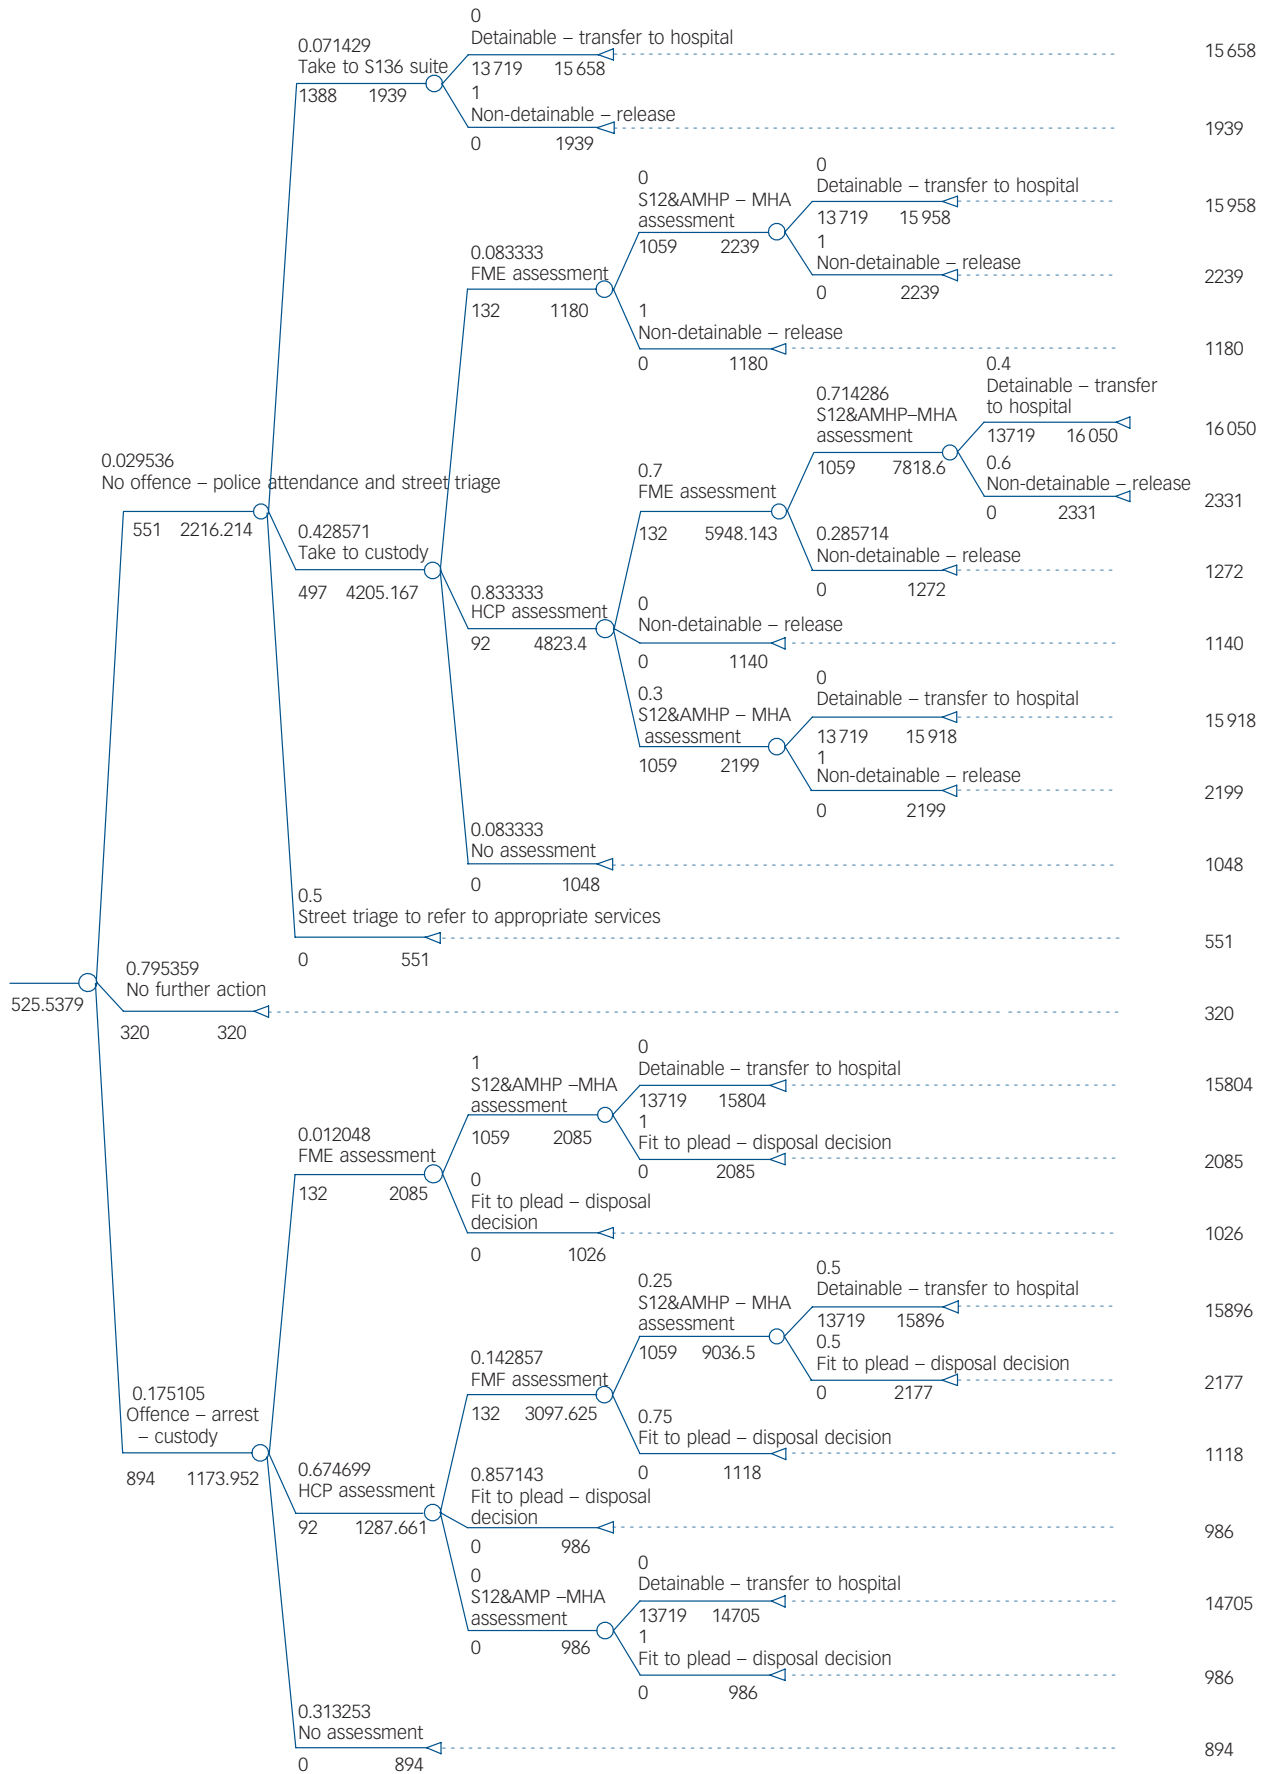 0
Detainable – transfer to hospital
13 719 15 658
15 658
0.071429
Take to S136 suite
1388 1939
1
Non-detainable – release
0 1939
1939
0
S12&AMHP – MHA
assessment
1059 2239
0
Detainable – transfer to hospital
13 719 15 958
15 958
1
Non-detainable – release
0 2239
2239
0.083333
FME assessment
132 1180
1
Non-detainable – release
0 1180
1180
0.4
Detainable – transfer
to hospital
13719 16 050
16 050
0.714286
S12&AMHP–MHA
assessment
1059 7818.6
0.6
Non-detainable – release
0 2331
2331
0.029536
No offence – police attendance and street triage
551 2216.214
0.7
FME assessment
132 5948.143
0.285714
Non-detainable – release
0 1272
1272
0.428571
Take to custody
497 4205.167
0.833333
HCP assessment
92 4823.4
0
Non-detainable – release
0 1140
1140
0.3
S12&AMHP – MHA
assessment
1059 2199
0
Detainable – transfer to hospital
13 719 15 918
15 918
1
Non-detainable – release
0 2199
2199
0.083333
No assessment
0 1048
1048
0.5
Street triage to refer to appropriate services
0 551
551
525.5379
0.795359
No further action
320 320
320
0.012048
FME assessment
132 2085
1
S12&AMHP –MHA
assessment
1059 2085
0
Detainable – transfer to hospital
13719 15804
15804
1
Fit to plead – disposal decision
0 2085
2085
0
Fit to plead – disposal
decision
0 1026
1026
0.175105
Offence – arrest
– custody
894 1173.952
0.25
S12&AMHP – MHA
assessment
1059 9036.5
0.5
Detainable – transfer to hospital
13719 15896
15896
0.5
Fit to plead – disposal decision
0 2177
2177
0.142857
FMF assessment
132 3097.625
0.75
Fit to plead – disposal decision
0 1118
1118
0.674699
HCP assessment
92 1287.661
0.857143
Fit to plead – disposal
decision
0 986
986
0
S12&AMP –MHA
assessment
0 986
0
Detainable – transfer to hospital
13719 14705
14705
1
Fit to plead – disposal decision
0 986
986
0.313253
No assessment
0 894
894